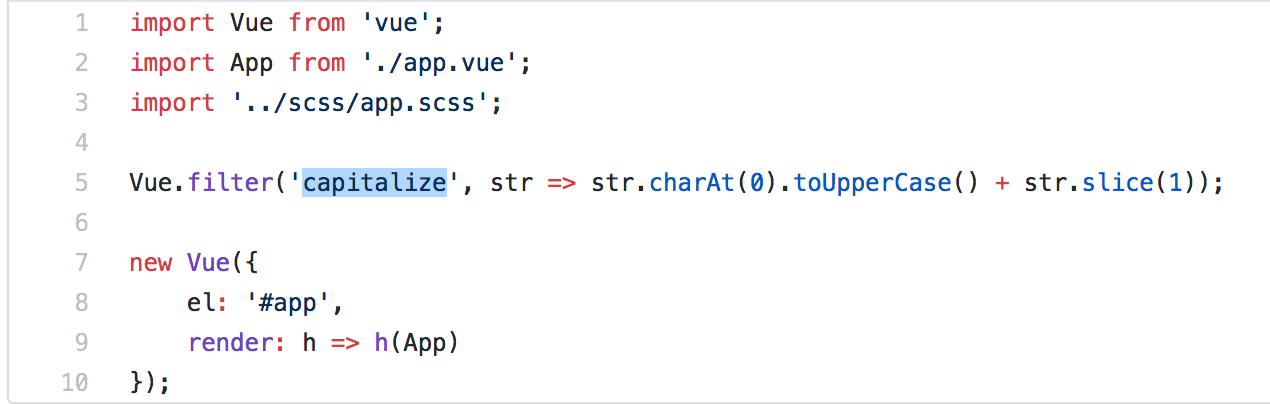 1 import Vue from 'vue';
2 import App from './app.vue';
3 import '../scss/app.scss';
4
5 Vue.filter('capitalize', str => str.charAt(0).toUpperCase() + str.slice(1));
6
7 new Vue({
8     el: '#app',
9     render: h => h(App)
10 });